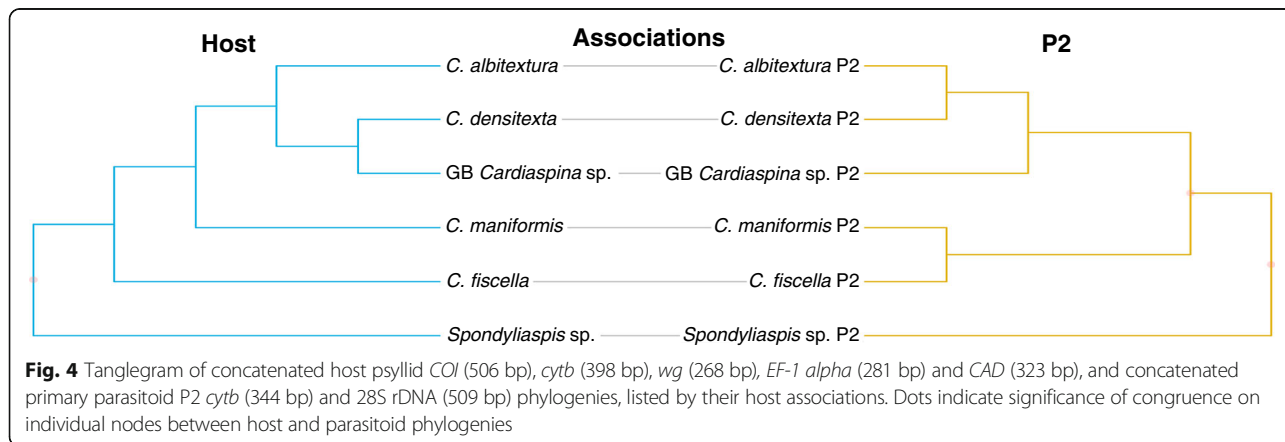 Host Associations P2
C. albitextura C. albitextura P2
C. densitexta C. densitexta P2
GB Cardiaspina sp. GB Cardiaspina sp. P2
C. maniformis C. maniformis P2
C. fiscella C. fiscella P2
Spondyliaspis sp. Spondyliaspis sp. P2
Fig. 4 Tanglegram of concatenated host psyllid COI (506 bp), cytb (398 bp), wg (268 bp), EF-1 alpha (281 bp) and CAD (323 bp), and concatenated
primary parasitoid P2 cytb (344 bp) and 28S rDNA (509 bp) phylogenies, listed by their host associations. Dots indicate significance of congruence on
individual nodes between host and parasitoid phylogenies